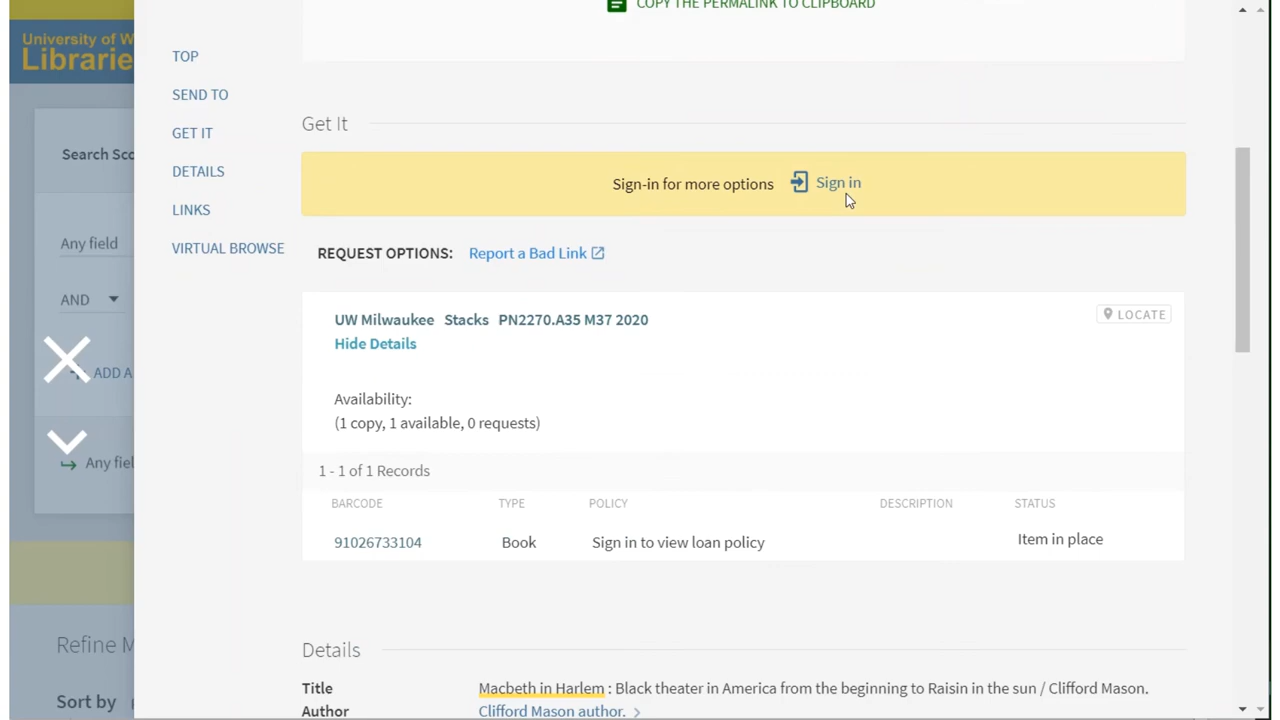 COPY THE PERMALINK TO CLIPBOARD
University of W
Librarie
TOP
SEND TO
GET IT
DETAILS
LINKS
VIRTUAL BROWSE
Search Sco
Any field
AND
ADD A
Any fiel
Refine M
Sort by
Get It
Sign-in for more options Sign in
REQUEST OPTIONS: Report a Bad Link
UW Milwaukee Stacks PN2270.A35 M37 2020
LOCATE
Hide Details
Availability:
(1 copy, 1 available, 0 requests)
1 - 1 of 1 Records
BARCODE TYPE POLICY DESCRIPTION STATUS
91026733104 Book Sign in to view loan policy Item in place
Details
Title Macbeth in Harlem : Black theater in America from the beginning to Raisin in the sun / Clifford Mason.
Author Clifford Mason author.